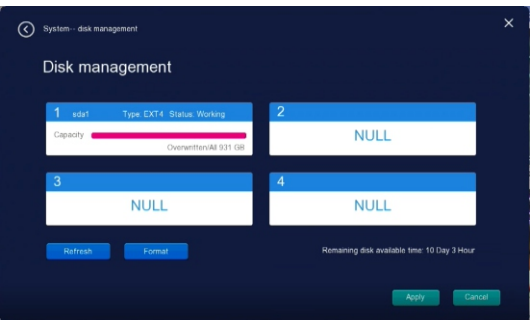 System-- disk management
Disk management
1 sda1 Type: EXT4 Status: Working
Capacity
Overwritten/All 931 GB
2
NULL
3
NULL
4
NULL
Refresh Format Remaining disk available time: 10 Day 3 Hour
Apply Cancel